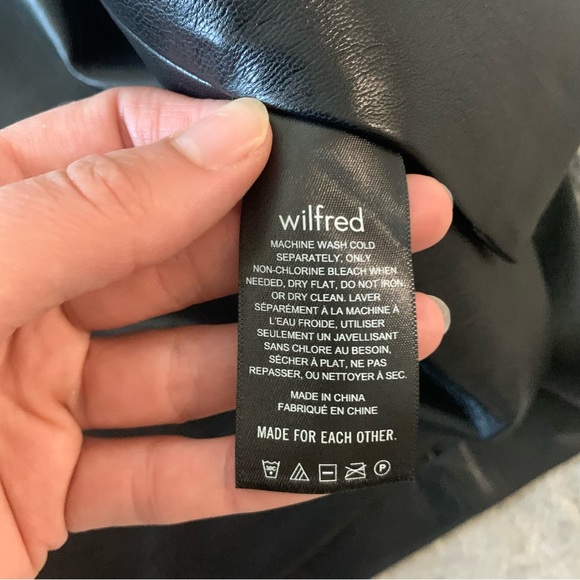 wilfred
MACHINE WASH COLD
SEPARATELY, ONLY
NON-CHLORINE BLEACH WHEN
NEEDED, DRY FLAT, DO NOT IRON
OR DRY CLEAN. LAVER
SÉPARÉMENT À LA MACHINE À
L'EAU FROIDE, UTILISER
SEULEMENT UN JAVELLISANT
SANS CHLORE AU BESOIN,
SÉCHER À PLAT, NE PAS
REPASSER, OU NETTOYER À SEC.
MADE IN CHINA
FABRIQUÉ EN CHINE
MADE FOR EACH OTHER.
30C P